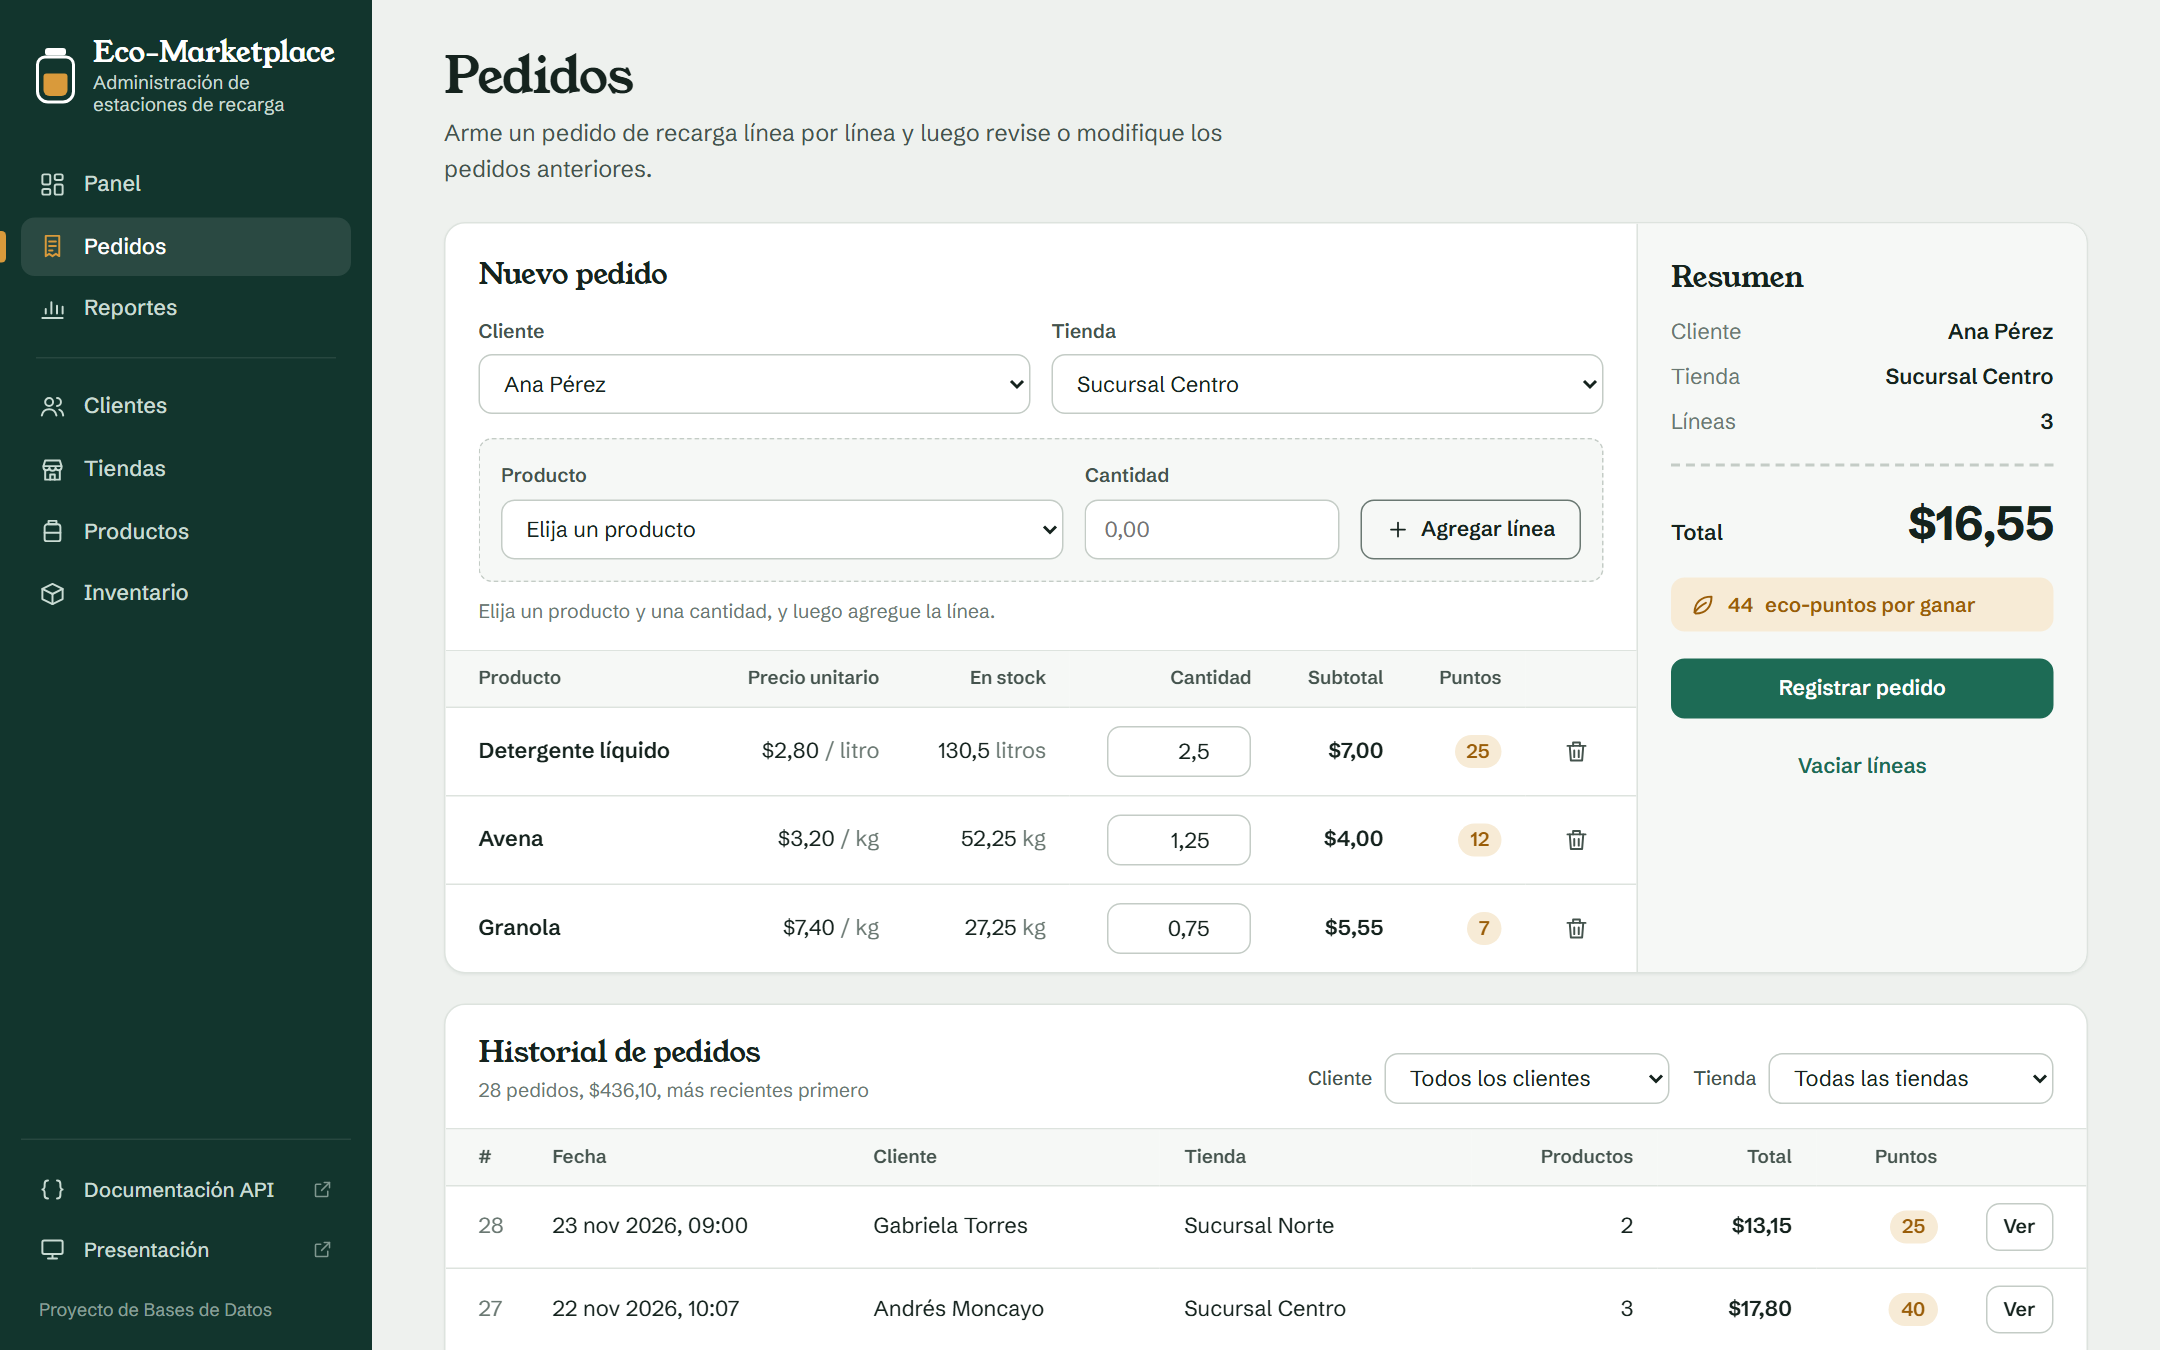 Eco-Marketplace
Administración de
estaciones de recarga
Panel
Pedidos
Reportes
Clientes
Tiendas
Productos
Inventario
Documentación API
Presentación
Proyecto de Bases de Datos
Pedidos
Arme un pedido de recarga línea por línea y luego revise o modifique los
pedidos anteriores.
Nuevo pedido
Cliente Tienda
Ana Pérez Sucursal Centro
Producto Cantidad
Elija un producto 0,00 + Agregar línea
Elija un producto y una cantidad, y luego agregue la línea.
Producto Precio unitario En stock Cantidad Subtotal Puntos
Detergente líquido $2,80 / litro 130,5 litros 2,5 $7,00 25
Avena $3,20 / kg 52,25 kg 1,25 $4,00 12
Granola $7,40 / kg 27,25 kg 0,75 $5,55 7
Resumen
Cliente Ana Pérez
Tienda Sucursal Centro
Líneas 3
Total $16,55
44 eco-puntos por ganar
Registrar pedido
Vaciar líneas
Historial de pedidos
28 pedidos, $436,10, más recientes primero
Cliente Todos los clientes Tienda Todas las tiendas
# Fecha Cliente Tienda Productos Total Puntos
28 23 nov 2026, 09:00 Gabriela Torres Sucursal Norte 2 $13,15 25 Ver
27 22 nov 2026, 10:07 Andrés Moncayo Sucursal Centro 3 $17,80 40 Ver